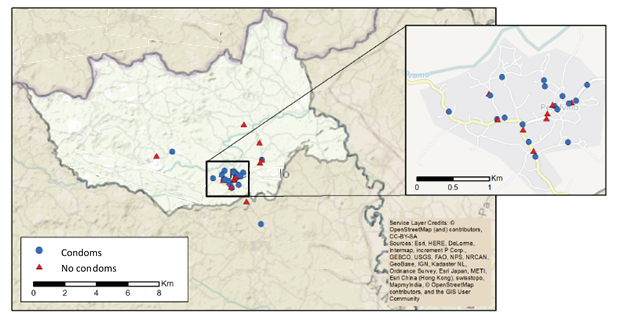 Condoms
No condoms
0 2 4 6 8 Km
0 0.5 1 Km
Service Layer Credits: ©
OpenStreetMap (and) contributors,
CC-BY-SA
Sources: Esri, HERE, DeLorme,
Intermap, increment P Corp.,
GEBCO, USGS, FAO, NPS, NRCAN,
GeoBase, IGN, Kadaster NL,
Ordnance Survey, Esri Japan, METI,
Esri China (Hong Kong), swisstopo,
MapmyIndia, © OpenStreetMap
contributors, and the GIS User
Community